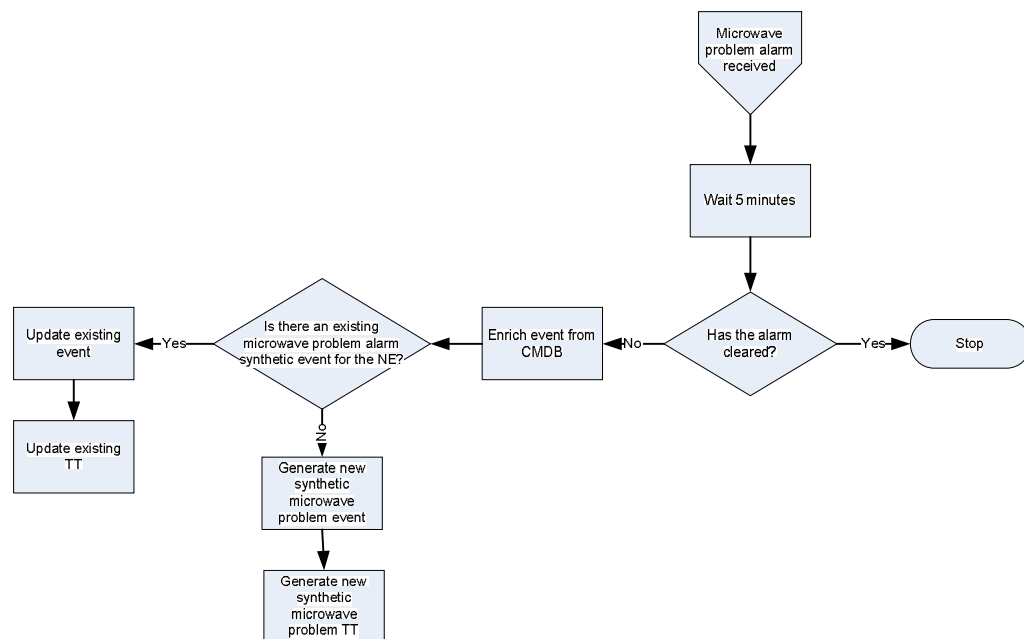 Microwave
problem alarm
received
Wait 5 minutes
Has the alarm
cleared?
Yes
Stop
No
Enrich event from
CMDB
Is there an existing
microwave problem alarm
synthetic event for the NE?
Yes
Update existing
event
Update existing
TT
No
Generate new
synthetic
microwave
problem event
Generate new
synthetic
microwave
problem TT